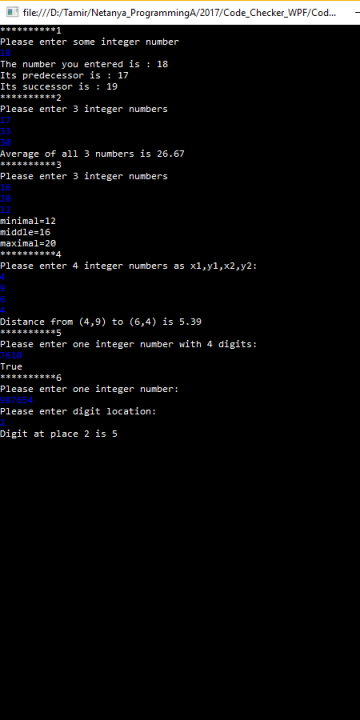 file:///D:/Tamir/Netanya_ProgrammingA/2017/Code_Checker_WPF/Cod...
**********1
Please enter some integer number
18
The number you entered is : 18
Its predecessor is : 17
Its successor is : 19
**********2
Please enter 3 integer numbers
17
33
30
Average of all 3 numbers is 26.67
**********3
Please enter 3 integer numbers
16
20
12
minimal=12
middle=16
maximal=20
**********4
Please enter 4 integer numbers as x1,y1,x2,y2:
4
9
6
4
Distance from (4,9) to (6,4) is 5.39
**********5
Please enter one integer number with 4 digits:
True
**********6
Please enter one integer number:
987654
Please enter digit location:
2
Digit at place 2 is 5